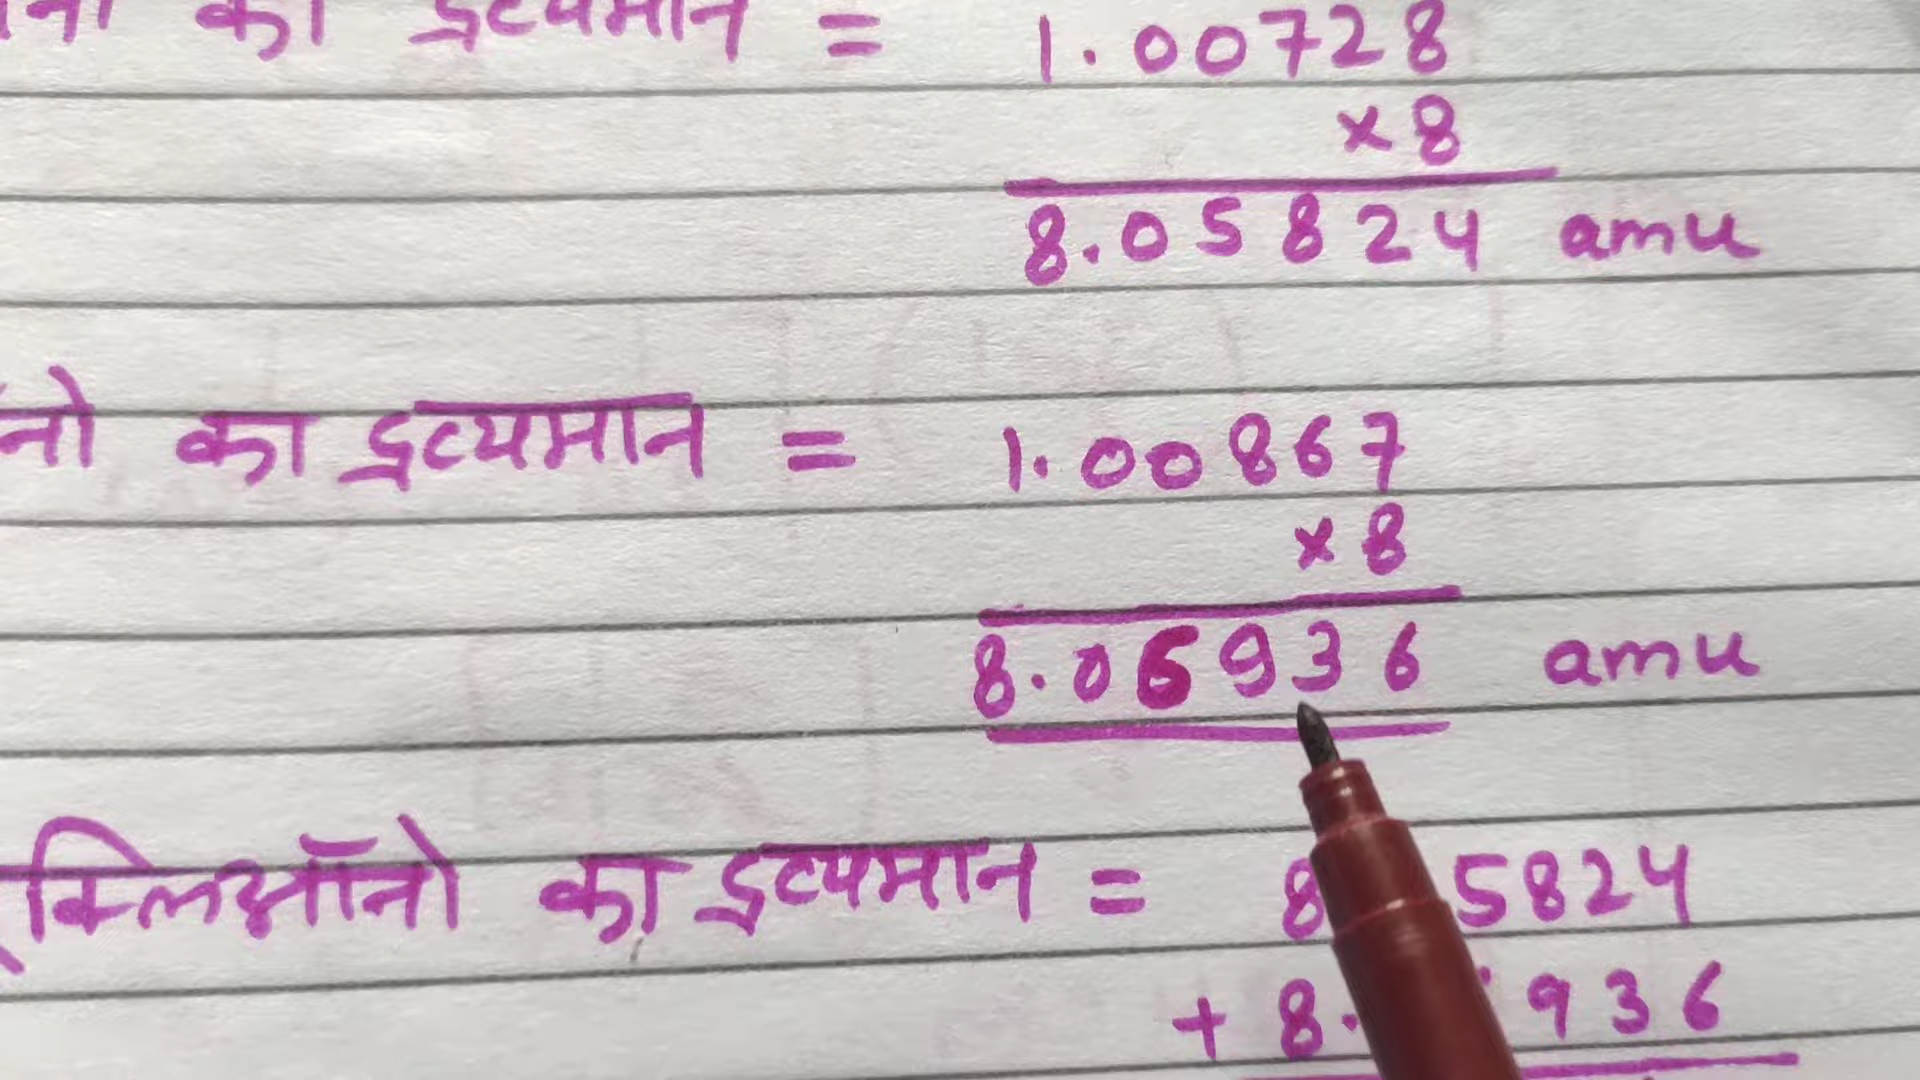 का द्रव्यमान = 1.00728
×8
8.05824 amu
नो का द्रव्यमान = 1.00867
×8
8.06936 amu
क्लिऑनो का द्रव्यमान = 8 5824
+ 8. 936